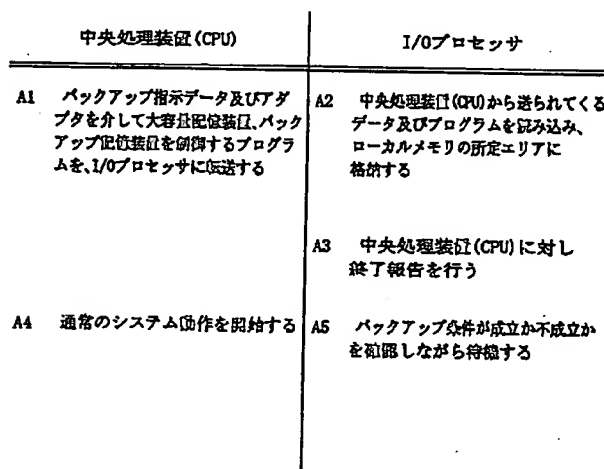 中央処理装置(CPU)
I/Oプロセッサ
A1 バックアップ指示データ及びアダ
プタを介して大容量記憶装置、バック
アップ記憶装置を制御するプログラ
ムを、I/Oプロセッサに転送する
A2 中央処理装置(CPU)から送られてくる
データ及びプログラムを読み込み、
ローカルメモリの所定エリアに
格納する
A3 中央処理装置(CPU)に対し
終了報告を行う
A4 通常のシステム動作を開始する
A5 バックアップ条件が成立か不成立か
を確認しながら待機する